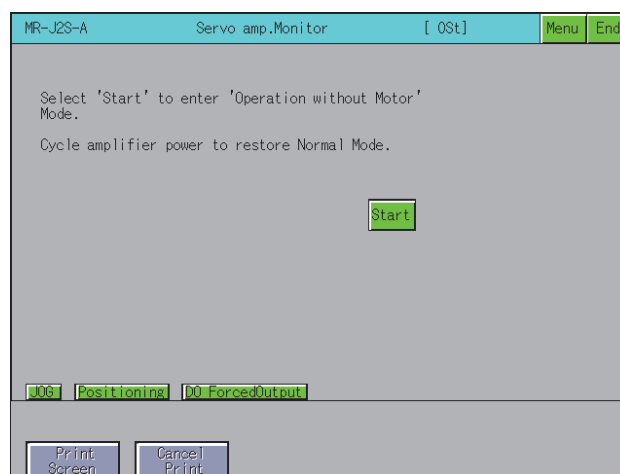 MR-J2S-A Servo amp.Monitor [ OSt] Menu End
Select 'Start' to enter 'Operation without Motor'
Mode.
Cycle amplifier power to restore Normal Mode.
Start
JOG Positioning DO ForcedOutput
Print Cancel
Screen Print